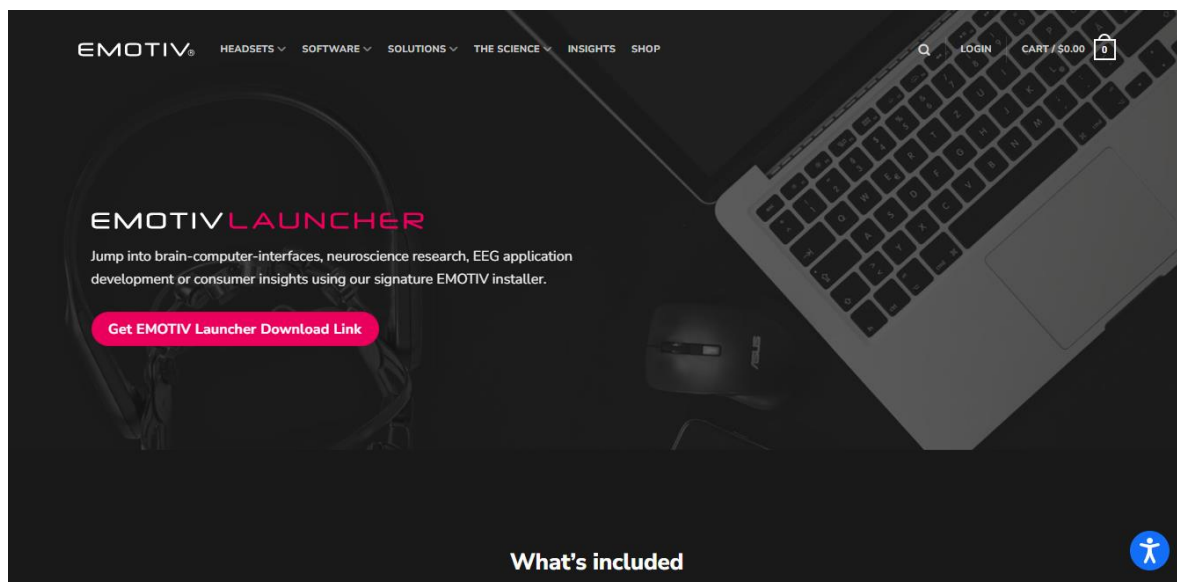 EMOTIV® HEADSETS SOFTWARE SOLUTIONS THE SCIENCE INSIGHTS SHOP LOGIN CART / $0.00 0
EMOTIVLAUNCHER
Jump into brain-computer-interfaces, neuroscience research, EEG application
development or consumer insights using our signature EMOTIV installer.
Get EMOTIV Launcher Download Link
ASUS
What's included